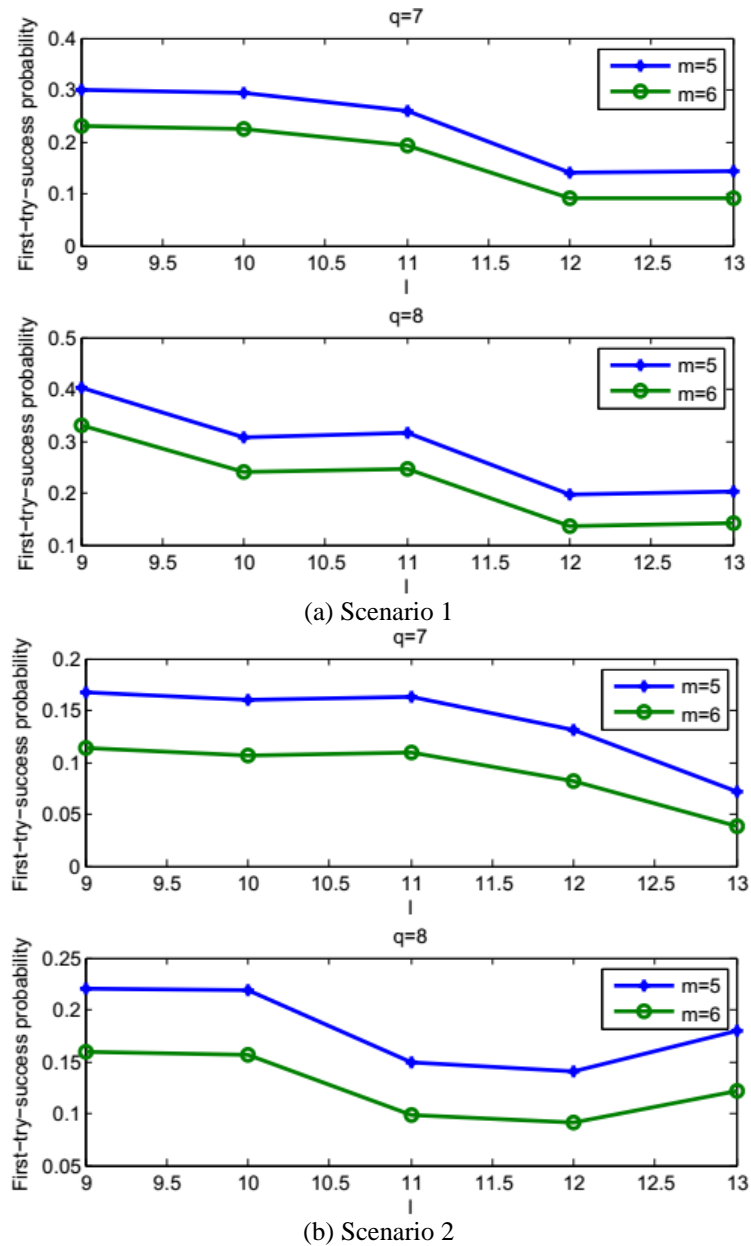 q=7
First-try-success probability
0.4
0.3
0.2
0.1
0
m=5
m=6
9 9.5 10 10.5 11 11.5 12 12.5 13
l
q=8
First-try-success probability
0.5
0.4
0.3
0.2
0.1
m=5
m=6
9 9.5 10 10.5 11 11.5 12 12.5 13
l
(a) Scenario 1
q=7
First-try-success probability
0.2
0.15
0.1
0.05
0
m=5
m=6
9 9.5 10 10.5 11 11.5 12 12.5 13
l
q=8
First-try-success probability
0.25
0.2
0.15
0.1
0.05
m=5
m=6
9 9.5 10 10.5 11 11.5 12 12.5 13
l
(b) Scenario 2